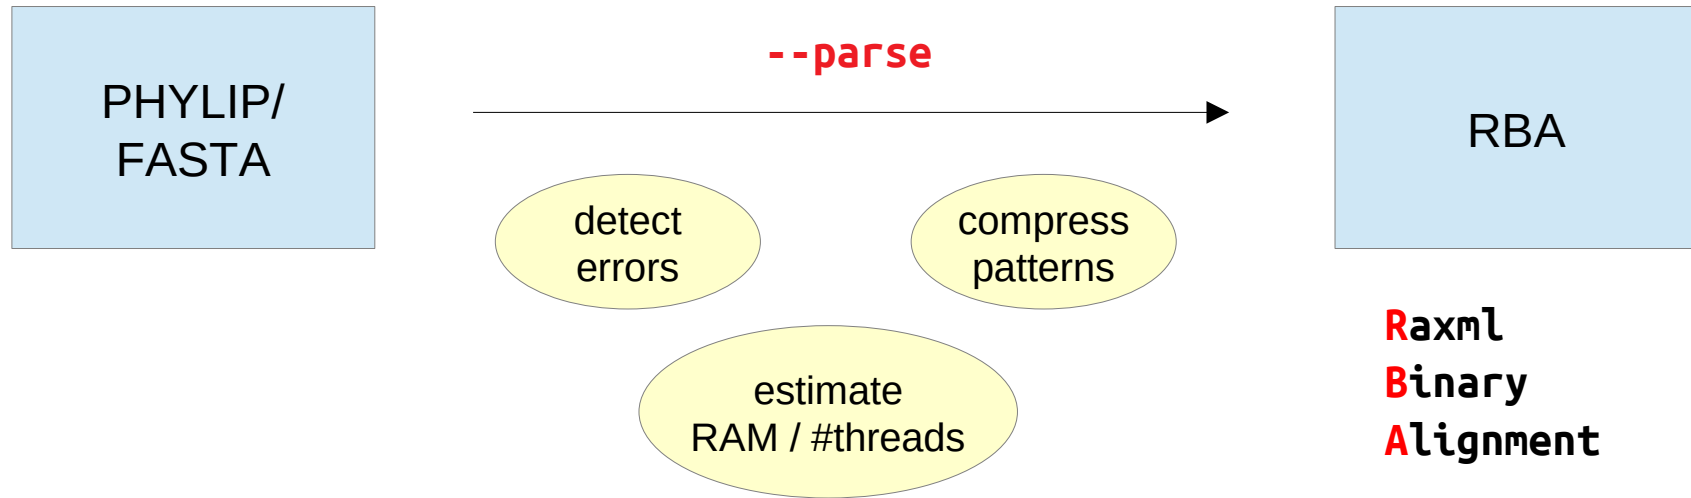 PHYLIP/
FASTA
--parse
RBA
detect
errors
compress
patterns
estimate
RAM / #threads
Raxml
Binary
Alignment